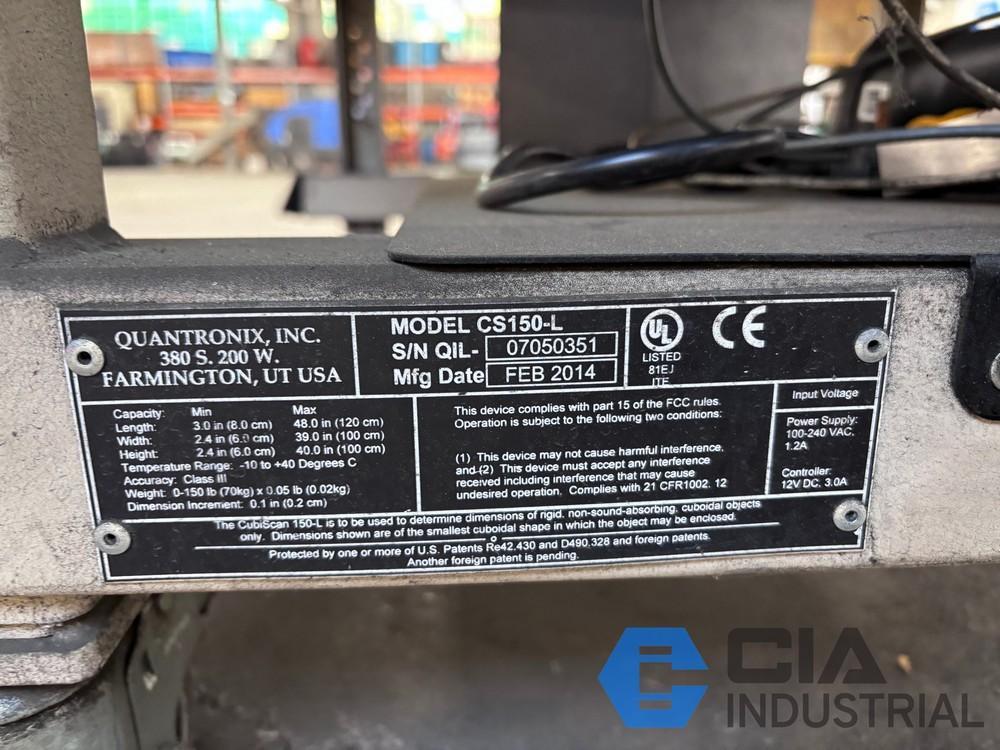 QUANTRONIX, INC.
380 S. 200 W.
FARMINGTON, UT USA
MODEL CS150-L
S/N QIL- 07050351
Mfg Date FEB 2014
UL
LISTED
81EJ
ITE
CE
Capacity: Min Max
Length: 3.0 in (8.0 cm) 48.0 in (120 cm)
Width: 2.4 in (6.0 cm) 39.0 in (100 cm)
Height: 2.4 in (6.0 cm) 40.0 in (100 cm)
Temperature Range: -10 to +40 Degrees C
Accuracy: Class III
Weight: 0-150 lb (70kg) x 0.05 lb (0.02kg)
Dimension Increment: 0.1 in (0.2 cm)
This device complies with part 15 of the FCC rules.
Operation is subject to the following two conditions:
(1) This device may not cause harmful interference,
and (2) This device must accept any interference
received including interference that may cause
undesired operation. Complies with 21 CFR1002. 12
Input Voltage
Power Supply:
100-240 VAC,
1.2A
Controller:
12V DC, 3.0A
The CubiScan 150-L is to be used to determine dimensions of rigid, non-sound-absorbing, cuboidal objects
only. Dimensions shown are of the smallest cuboidal shape in which the object may be enclosed.
Protected by one or more of U.S. Patents Re42,430 and D490,328 and foreign patents.
Another foreign patent is pending.
CIA
INDUSTRIAL